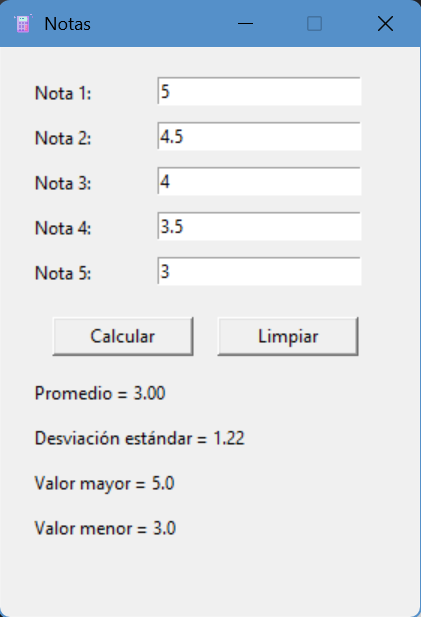 Notas
Nota 1: 5
Nota 2: 4.5
Nota 3: 4
Nota 4: 3.5
Nota 5: 3
Calcular Limpiar
Promedio = 3.00
Desviación estándar = 1.22
Valor mayor = 5.0
Valor menor = 3.0